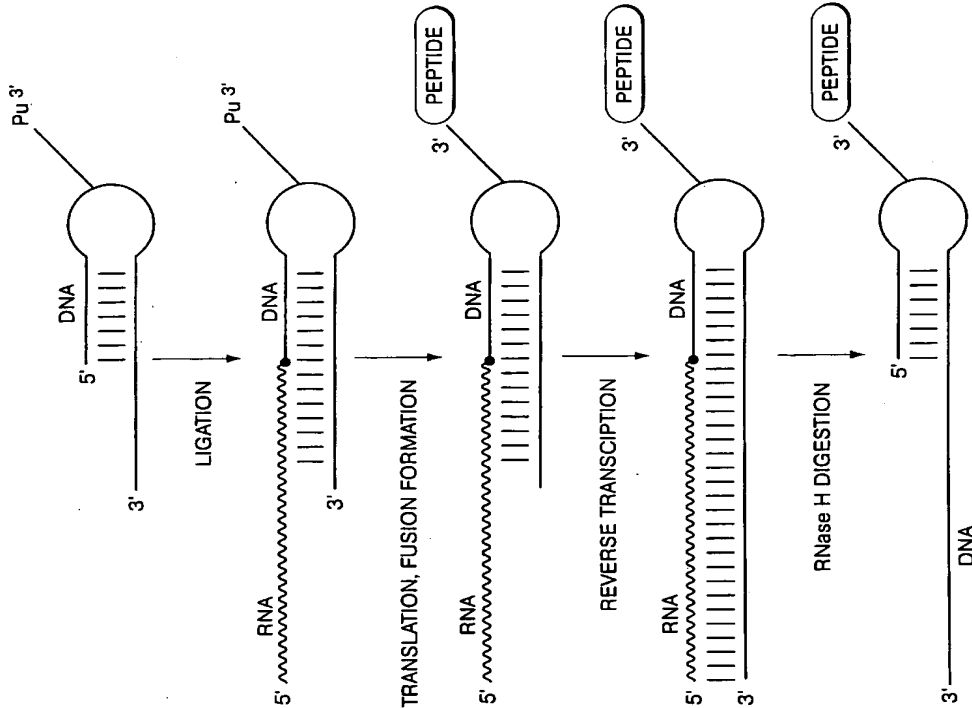 Pu 3'
DNA
5'
3'
LIGATION
Pu 3'
RNA
DNA
5'
3'
TRANSLATION, FUSION FORMATION
PEPTIDE
3'
RNA
DNA
5'
REVERSE TRANSCIPTION
PEPTIDE
3'
RNA
DNA
5'
3'
RNase H DIGESTION
PEPTIDE
3'
5'
3'
DNA